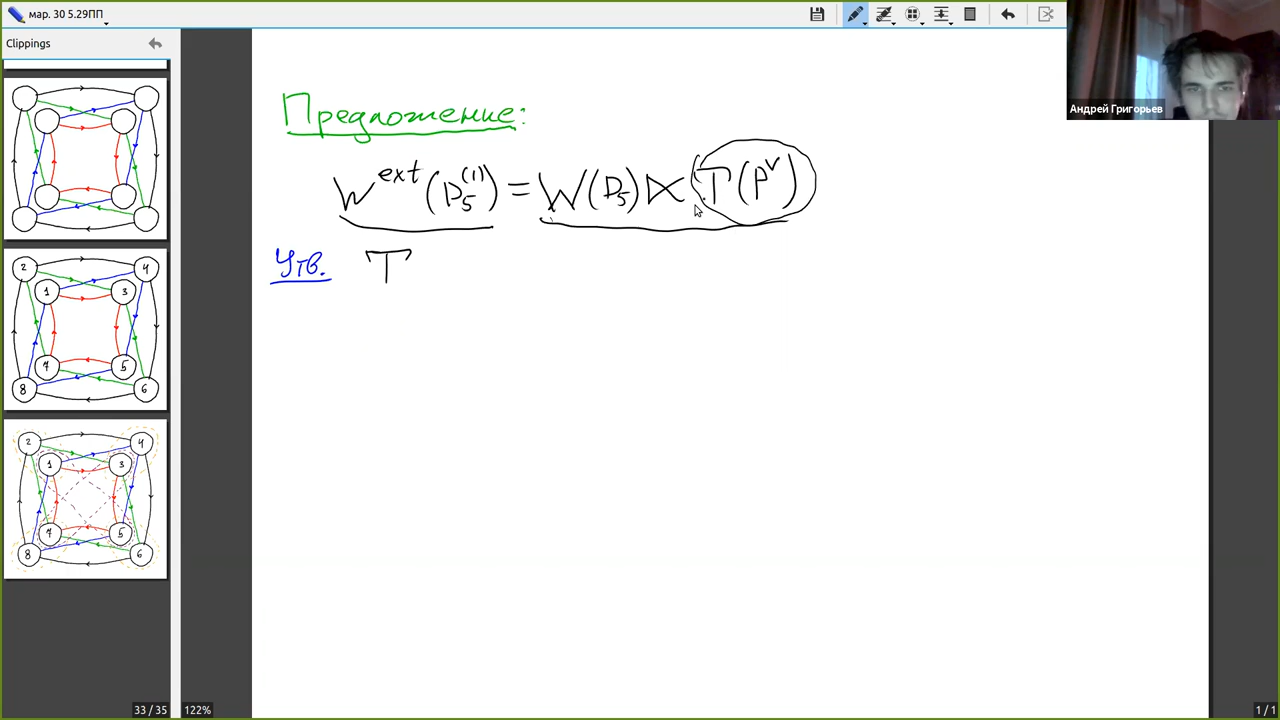 мар. 30 5.29ПП
Clippings
Андрей Григорьев
Предложение:
W^ext (D_5^(1)) = W(D_5) ⋉ (T(P^v))
Утв. T
2 4
1 3
7 5
8 6
2 4
1 3
7 5
8 6
33 / 35 122% 1 / 1